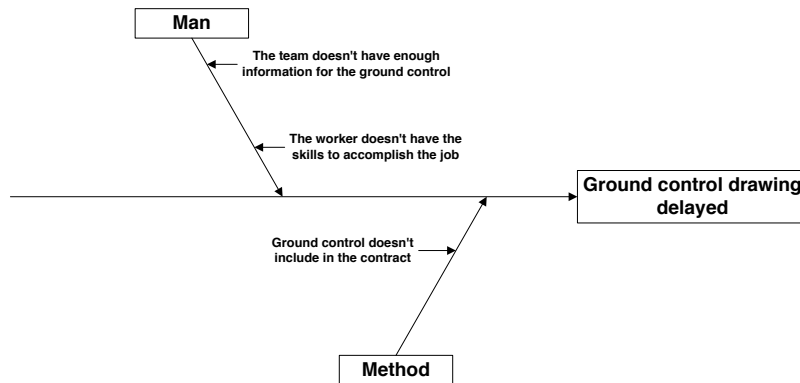 Man
The team doesn't have enough
information for the ground control
The worker doesn't have the
skills to accomplish the job
Ground control drawing
delayed
Ground control doesn't
include in the contract
Method